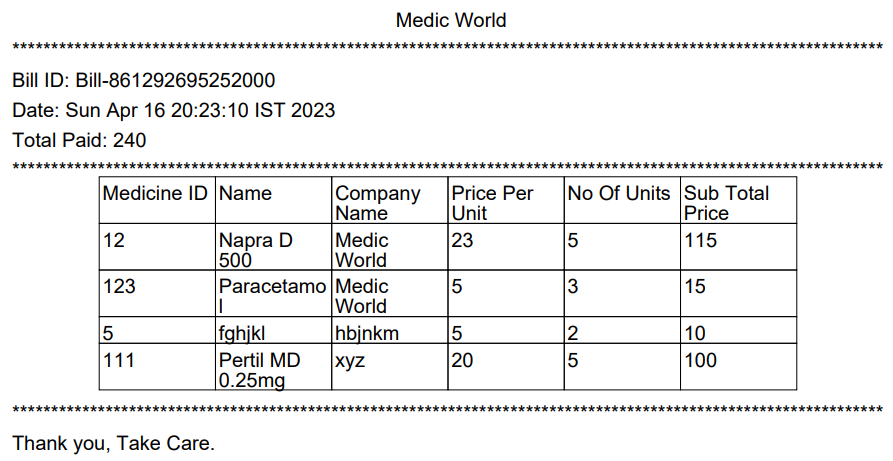 Medic World
********************************************************************************************************************
Bill ID: Bill-861292695252000
Date: Sun Apr 16 20:23:10 IST 2023
Total Paid: 240
********************************************************************************************************************
Medicine ID Name Company Name Price Per Unit No Of Units Sub Total Price
12 Napra D 500 Medic World 23 5 115
123 Paracetamol Medic World 5 3 15
5 fghjkl hbjnkm 5 2 10
111 Pertil MD 0.25mg xyz 20 5 100
********************************************************************************************************************
Thank you, Take Care.